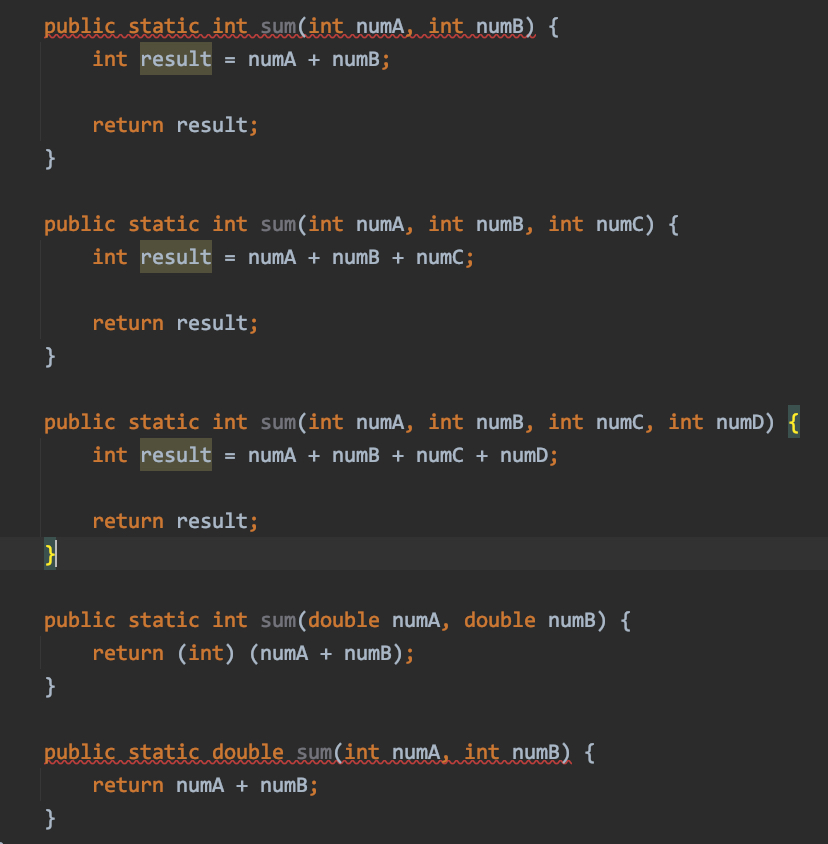 public static int sum(int numA, int numB) {
    int result = numA + numB;

    return result;
}

public static int sum(int numA, int numB, int numC) {
    int result = numA + numB + numC;

    return result;
}

public static int sum(int numA, int numB, int numC, int numD) {
    int result = numA + numB + numC + numD;

    return result;
}

public static int sum(double numA, double numB) {
    return (int) (numA + numB);
}

public static double sum(int numA, int numB) {
    return numA + numB;
}